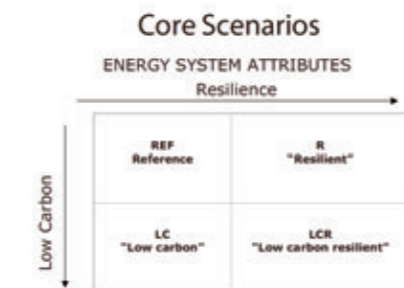 Core Scenarios
ENERGY SYSTEM ATTRIBUTES
Resilience
Low Carbon
REF
Reference
R
"Resilient"
LC
"Low carbon"
LCR
"Low carbon resilient"